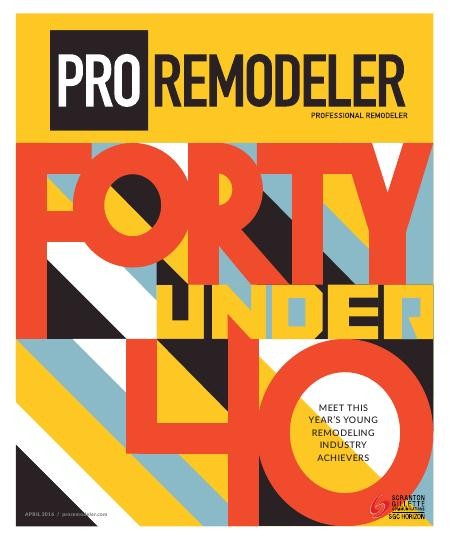 PRO REMODELER
PROFESSIONAL REMODELER
FORTY
UNDER
40
MEET THIS
YEAR'S YOUNG
REMODELING
INDUSTRY
ACHIEVERS
APRIL 2016 / proremodeler.com
SCRANTON
GILLETTE
COMMUNICATIONS
SGC HORIZON